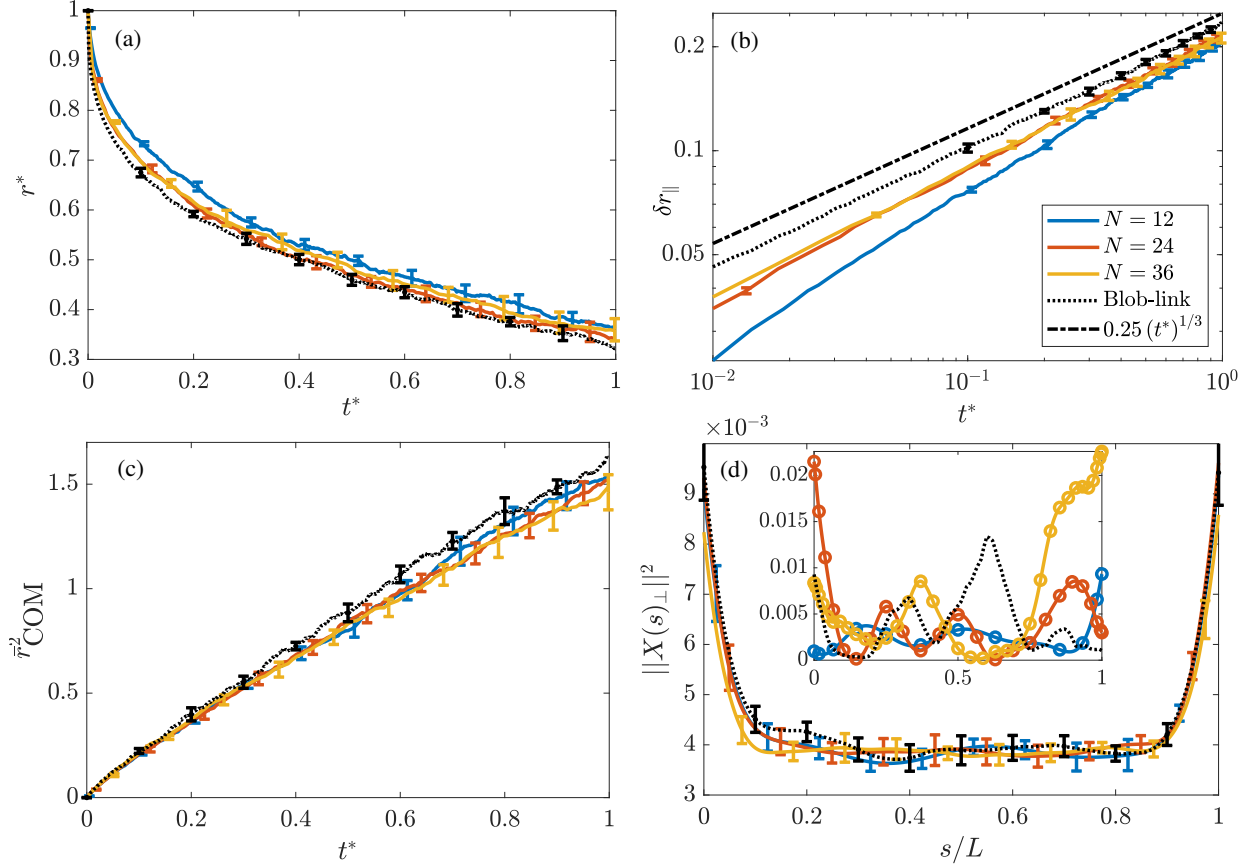 (a)
1
0.9
0.8
0.7
0.6
0.5
0.4
0.3
r*
0 0.2 0.4 0.6 0.8 1
t*
(b)
0.2
0.1
0.05
δr∥
10⁻² 10⁻¹ 10⁰
t*
N = 12
N = 24
N = 36
Blob-link
0.25 (t*)^{1/3}
(c)
1.5
1
0.5
0
0 0.2 0.4 0.6 0.8 1
t*
×10⁻³
(d)
9
8
7
6
5
4
3
||X(s)⊥||²
0 0.2 0.4 0.6 0.8 1
s/L
0.02
0.015
0.01
0.005
0
0 0.5 1